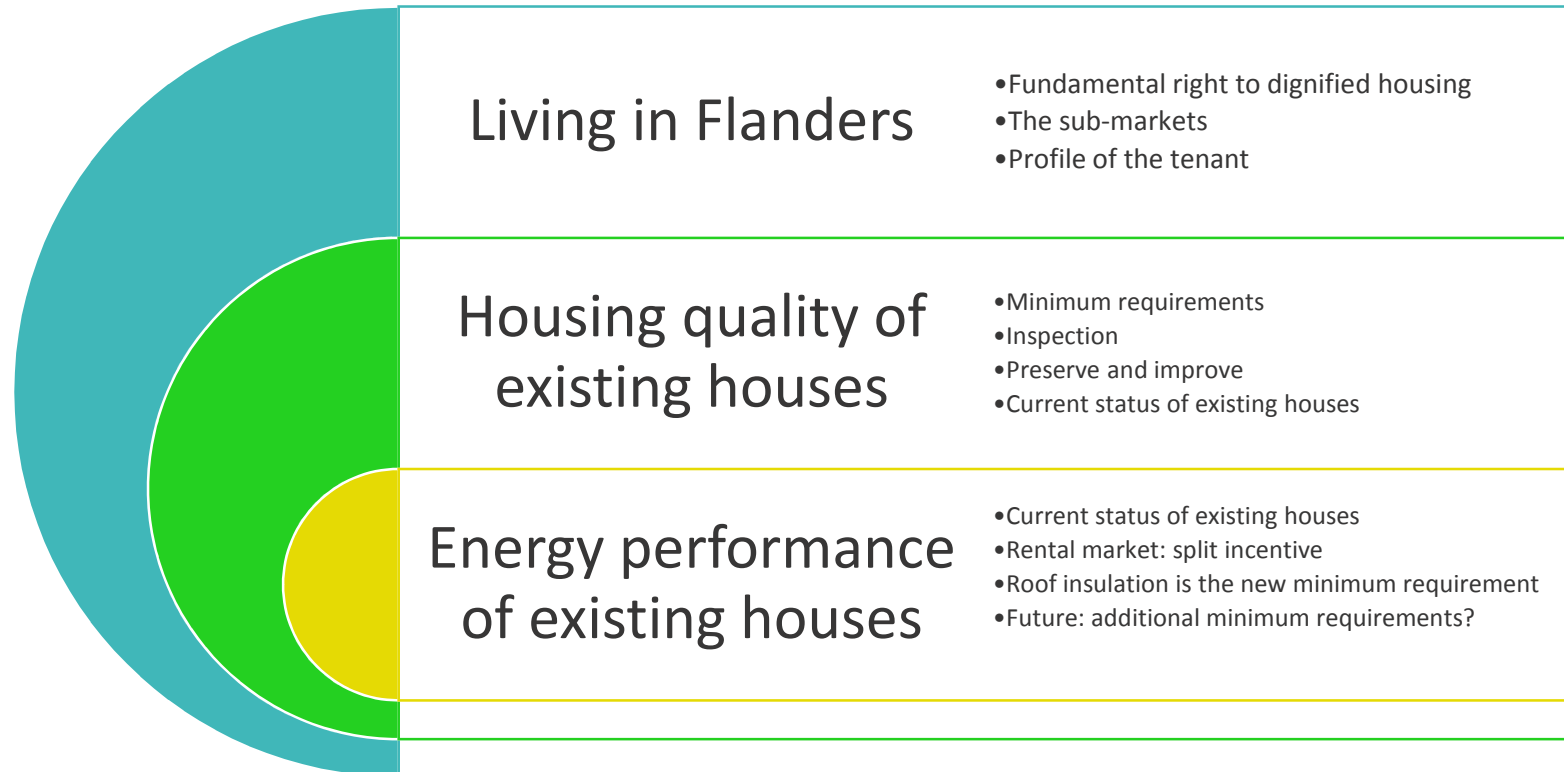 Living in Flanders
•Fundamental right to dignified housing
•The sub-markets
•Profile of the tenant
Housing quality of
existing houses
•Minimum requirements
•Inspection
•Preserve and improve
•Current status of existing houses
Energy performance
of existing houses
•Current status of existing houses
•Rental market: split incentive
•Roof insulation is the new minimum requirement
•Future: additional minimum requirements?